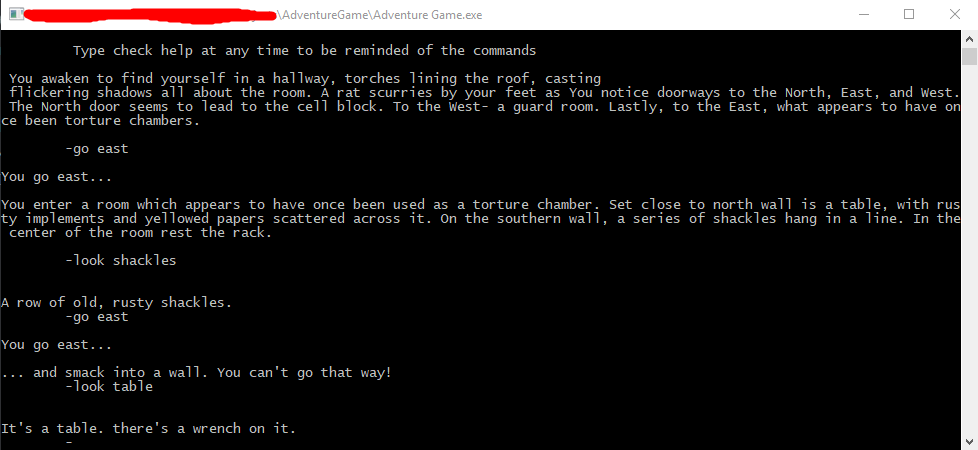 \AdventureGame\Adventure Game.exe
Type check help at any time to be reminded of the commands
You awaken to find yourself in a hallway, torches lining the roof, casting
flickering shadows all about the room. A rat scurries by your feet as You notice doorways to the North, East, and West.
The North door seems to lead to the cell block. To the West- a guard room. Lastly, to the East, what appears to have on
ce been torture chambers.
-go east
You go east...
You enter a room which appears to have once been used as a torture chamber. Set close to north wall is a table, with rus
ty implements and yellowed papers scattered across it. On the southern wall, a series of shackles hang in a line. In the
center of the room rest the rack.
-look shackles
A row of old, rusty shackles.
-go east
You go east...
... and smack into a wall. You can't go that way!
-look table
It's a table. there's a wrench on it.
-